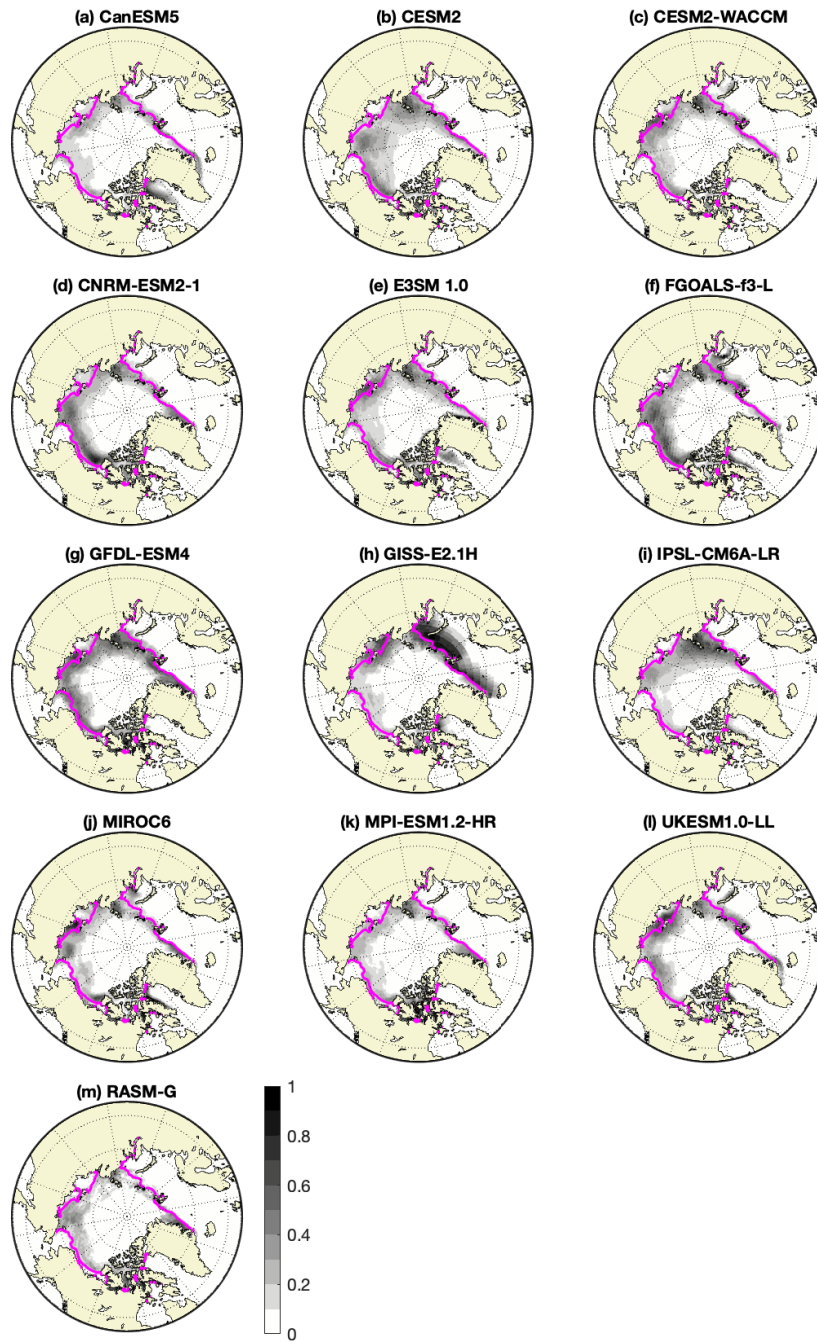 (a) CanESM5
(b) CESM2
(c) CESM2-WACCM
(d) CNRM-ESM2-1
(e) E3SM 1.0
(f) FGOALS-f3-L
(g) GFDL-ESM4
(h) GISS-E2.1H
(i) IPSL-CM6A-LR
(j) MIROC6
(k) MPI-ESM1.2-HR
(l) UKESM1.0-LL
(m) RASM-G
1
0.8
0.6
0.4
0.2
0